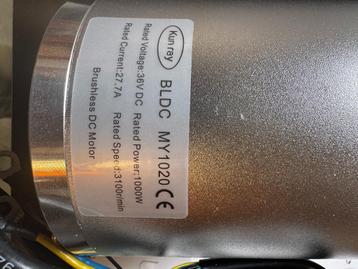 Kunray
BLDC MY1020 CE
Rated Voltage:36V DC Rated Power:1000W
Rated Current:27.7A Rated Speed:3100r/min
Brushless DC Motor